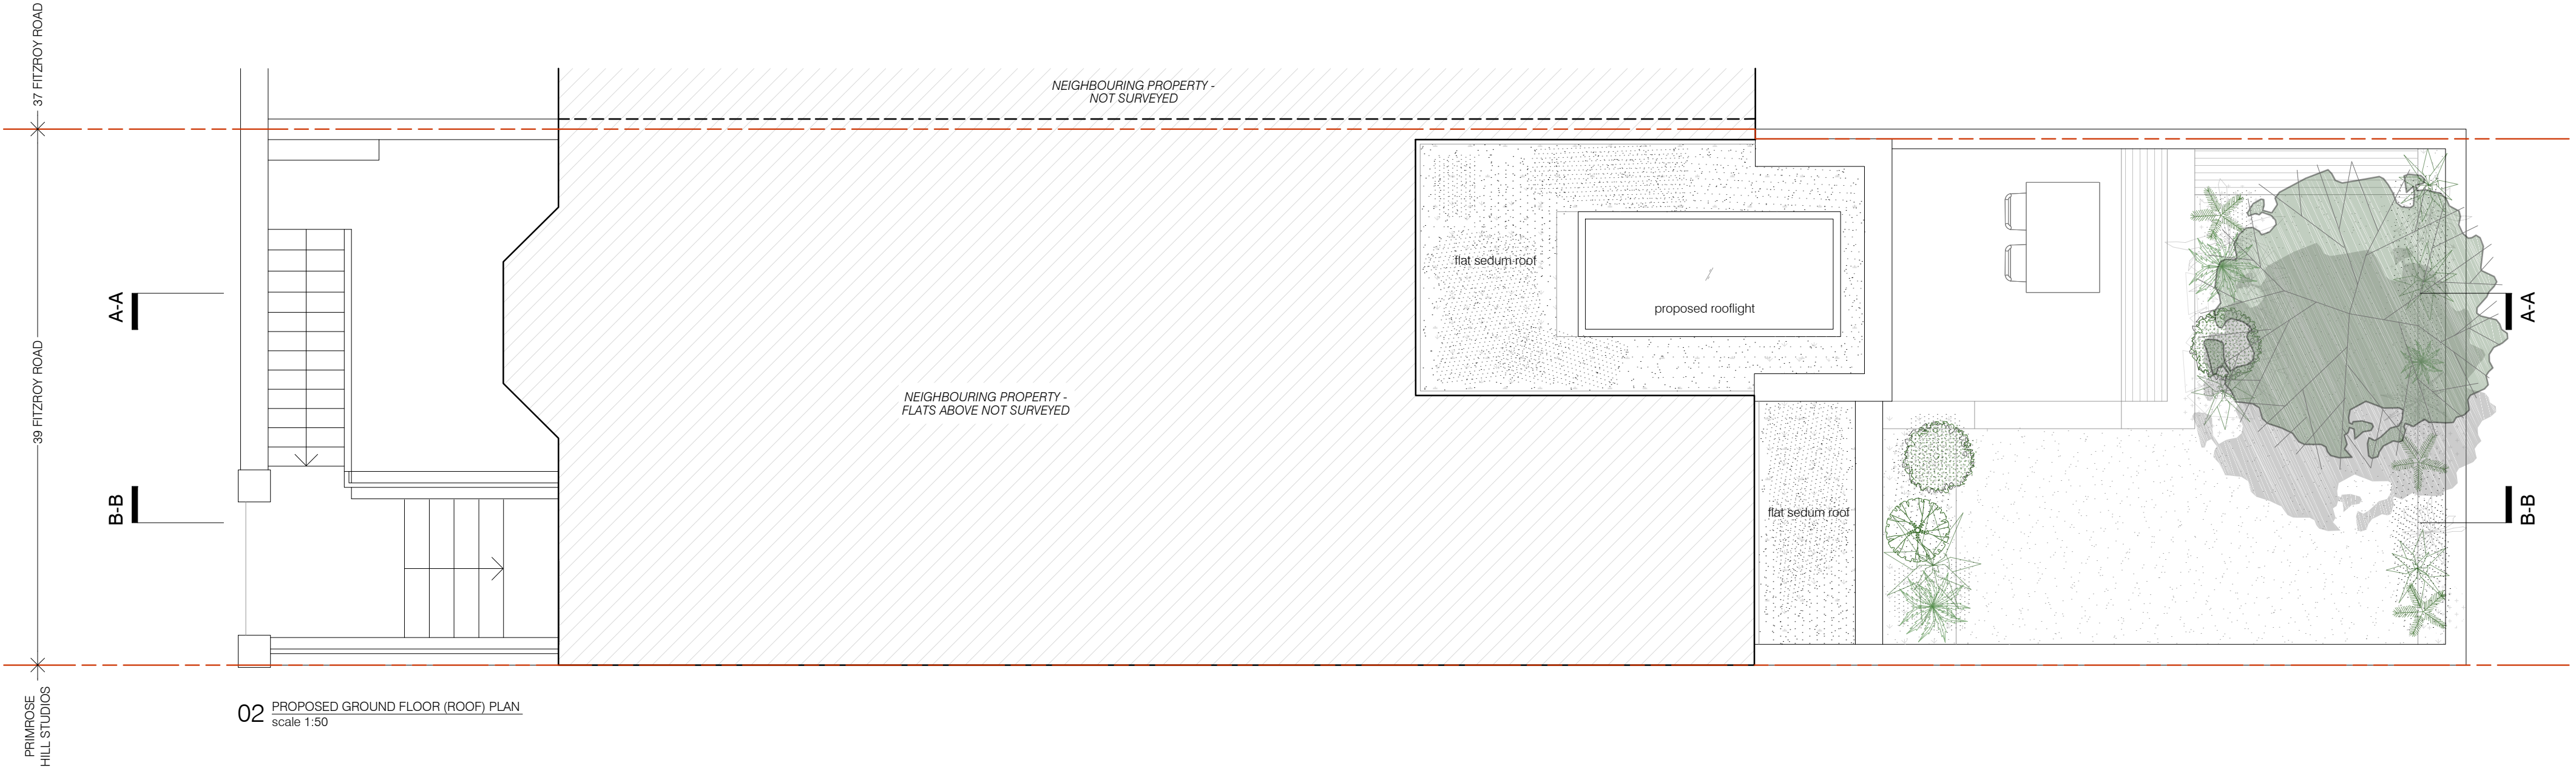 37 FITZROY ROAD
NEIGHBOURING PROPERTY -
NOT SURVEYED
flat sedum roof
A-A
proposed rooflight
A-A
39 FITZROY ROAD
NEIGHBOURING PROPERTY -
FLATS ABOVE NOT SURVEYED
B-B
flat sedum roof
B-B
PRIMROSE
HILL STUDIOS
02 PROPOSED GROUND FLOOR (ROOF) PLAN
scale 1:50